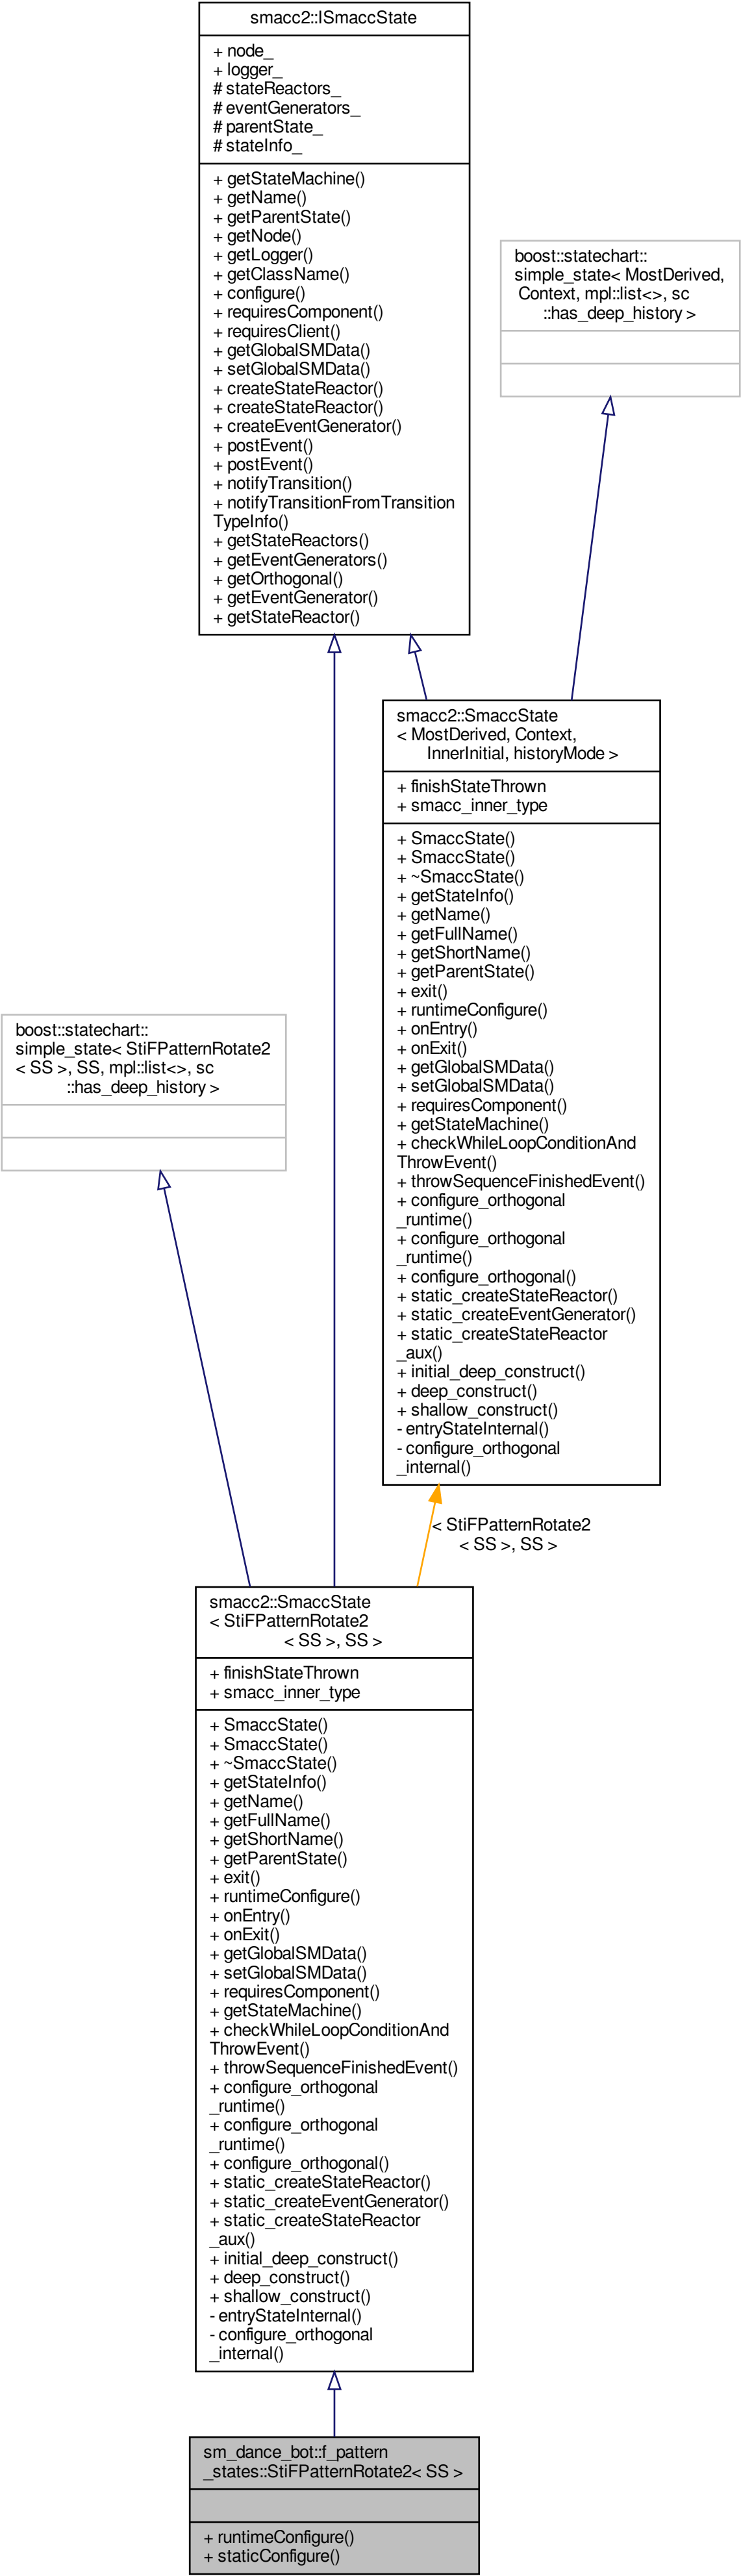 smacc2::ISmaccState
+ node_
+ logger_
# stateReactors_
# eventGenerators_
# parentState_
# stateInfo_
+ getStateMachine()
+ getName()
+ getParentState()
+ getNode()
+ getLogger()
+ getClassName()
+ configure()
+ requiresComponent()
+ requiresClient()
+ getGlobalSMData()
+ setGlobalSMData()
+ createStateReactor()
+ createStateReactor()
+ createEventGenerator()
+ postEvent()
+ postEvent()
+ notifyTransition()
+ notifyTransitionFromTransition
TypeInfo()
+ getStateReactors()
+ getEventGenerators()
+ getOrthogonal()
+ getEventGenerator()
+ getStateReactor()
boost::statechart::
simple_state< MostDerived,
Context, mpl::list<>, sc
::has_deep_history >
smacc2::SmaccState
< MostDerived, Context,
InnerInitial, historyMode >
+ finishStateThrown
+ smacc_inner_type
+ SmaccState()
+ SmaccState()
+ ~SmaccState()
+ getStateInfo()
+ getName()
+ getFullName()
+ getShortName()
+ getParentState()
+ exit()
+ runtimeConfigure()
+ onEntry()
+ onExit()
+ getGlobalSMData()
+ setGlobalSMData()
+ requiresComponent()
+ getStateMachine()
+ checkWhileLoopConditionAnd
ThrowEvent()
+ throwSequenceFinishedEvent()
+ configure_orthogonal
_runtime()
+ configure_orthogonal
_runtime()
+ configure_orthogonal()
+ static_createStateReactor()
+ static_createEventGenerator()
+ static_createStateReactor
_aux()
+ initial_deep_construct()
+ deep_construct()
+ shallow_construct()
- entryStateInternal()
- configure_orthogonal
_internal()
boost::statechart::
simple_state< StiFPatternRotate2
< SS >, SS, mpl::list<>, sc
::has_deep_history >
< StiFPatternRotate2
< SS >, SS >
smacc2::SmaccState
< StiFPatternRotate2
< SS >, SS >
+ finishStateThrown
+ smacc_inner_type
+ SmaccState()
+ SmaccState()
+ ~SmaccState()
+ getStateInfo()
+ getName()
+ getFullName()
+ getShortName()
+ getParentState()
+ exit()
+ runtimeConfigure()
+ onEntry()
+ onExit()
+ getGlobalSMData()
+ setGlobalSMData()
+ requiresComponent()
+ getStateMachine()
+ checkWhileLoopConditionAnd
ThrowEvent()
+ throwSequenceFinishedEvent()
+ configure_orthogonal
_runtime()
+ configure_orthogonal
_runtime()
+ configure_orthogonal()
+ static_createStateReactor()
+ static_createEventGenerator()
+ static_createStateReactor
_aux()
+ initial_deep_construct()
+ deep_construct()
+ shallow_construct()
- entryStateInternal()
- configure_orthogonal
_internal()
sm_dance_bot::f_pattern
_states::StiFPatternRotate2< SS >
+ runtimeConfigure()
+ staticConfigure()